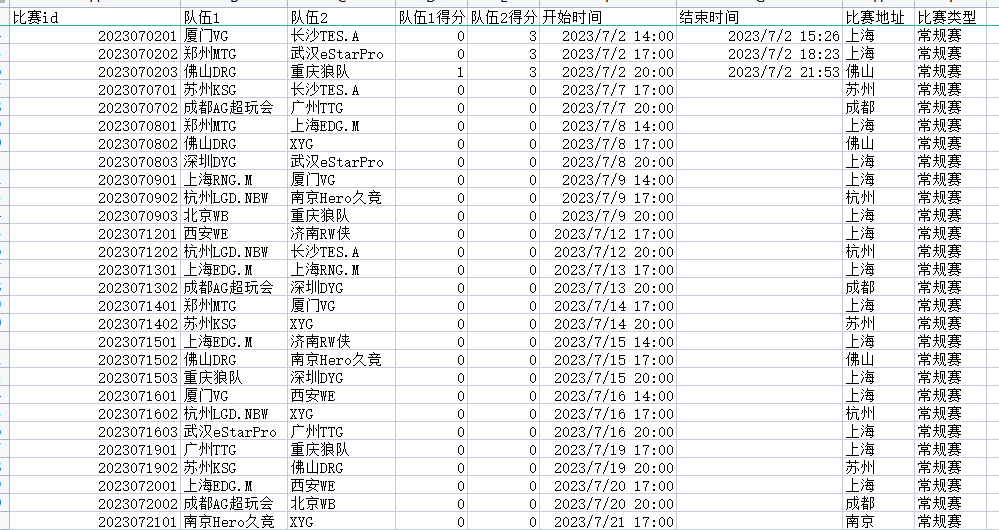 比赛id 队伍1 队伍2 队伍1得分 队伍2得分 开始时间 结束时间 比赛地址 比赛类型
2023070201 厦门VG 长沙TES.A 0 3 2023/7/2 14:00 2023/7/2 15:26 上海 常规赛
2023070202 郑州MTG 武汉eStarPro 0 3 2023/7/2 17:00 2023/7/2 18:23 上海 常规赛
2023070203 佛山DRG 重庆狼队 1 3 2023/7/2 20:00 2023/7/2 21:53 佛山 常规赛
2023070701 苏州KSG 长沙TES.A 0 0 2023/7/7 17:00 苏州 常规赛
2023070702 成都AG超玩会 广州TTG 0 0 2023/7/7 20:00 成都 常规赛
2023070801 郑州MTG 上海EDG.M 0 0 2023/7/8 14:00 上海 常规赛
2023070802 佛山DRG XYG 0 0 2023/7/8 17:00 佛山 常规赛
2023070803 深圳DYG 武汉eStarPro 0 0 2023/7/8 20:00 上海 常规赛
2023070901 上海RNG.M 厦门VG 0 0 2023/7/9 14:00 上海 常规赛
2023070902 杭州LGD.NBW 南京Hero久竞 0 0 2023/7/9 17:00 杭州 常规赛
2023070903 北京WB 重庆狼队 0 0 2023/7/9 20:00 上海 常规赛
2023071201 西安WE 济南RW侠 0 0 2023/7/12 17:00 上海 常规赛
2023071202 杭州LGD.NBW 长沙TES.A 0 0 2023/7/12 20:00 杭州 常规赛
2023071301 上海EDG.M 上海RNG.M 0 0 2023/7/13 17:00 上海 常规赛
2023071302 成都AG超玩会 深圳DYG 0 0 2023/7/13 20:00 成都 常规赛
2023071401 郑州MTG 厦门VG 0 0 2023/7/14 17:00 上海 常规赛
2023071402 苏州KSG XYG 0 0 2023/7/14 20:00 苏州 常规赛
2023071501 上海EDG.M 济南RW侠 0 0 2023/7/15 14:00 上海 常规赛
2023071502 佛山DRG 南京Hero久竞 0 0 2023/7/15 17:00 佛山 常规赛
2023071503 重庆狼队 深圳DYG 0 0 2023/7/15 20:00 上海 常规赛
2023071601 厦门VG 西安WE 0 0 2023/7/16 14:00 上海 常规赛
2023071602 杭州LGD.NBW XYG 0 0 2023/7/16 17:00 杭州 常规赛
2023071603 武汉eStarPro 广州TTG 0 0 2023/7/16 20:00 上海 常规赛
2023071901 广州TTG 重庆狼队 0 0 2023/7/19 17:00 上海 常规赛
2023071902 苏州KSG 佛山DRG 0 0 2023/7/19 20:00 苏州 常规赛
2023072001 上海EDG.M 西安WE 0 0 2023/7/20 17:00 上海 常规赛
2023072002 成都AG超玩会 北京WB 0 0 2023/7/20 20:00 成都 常规赛
2023072101 南京Hero久竞 XYG 0 0 2023/7/21 17:00 南京 常规赛